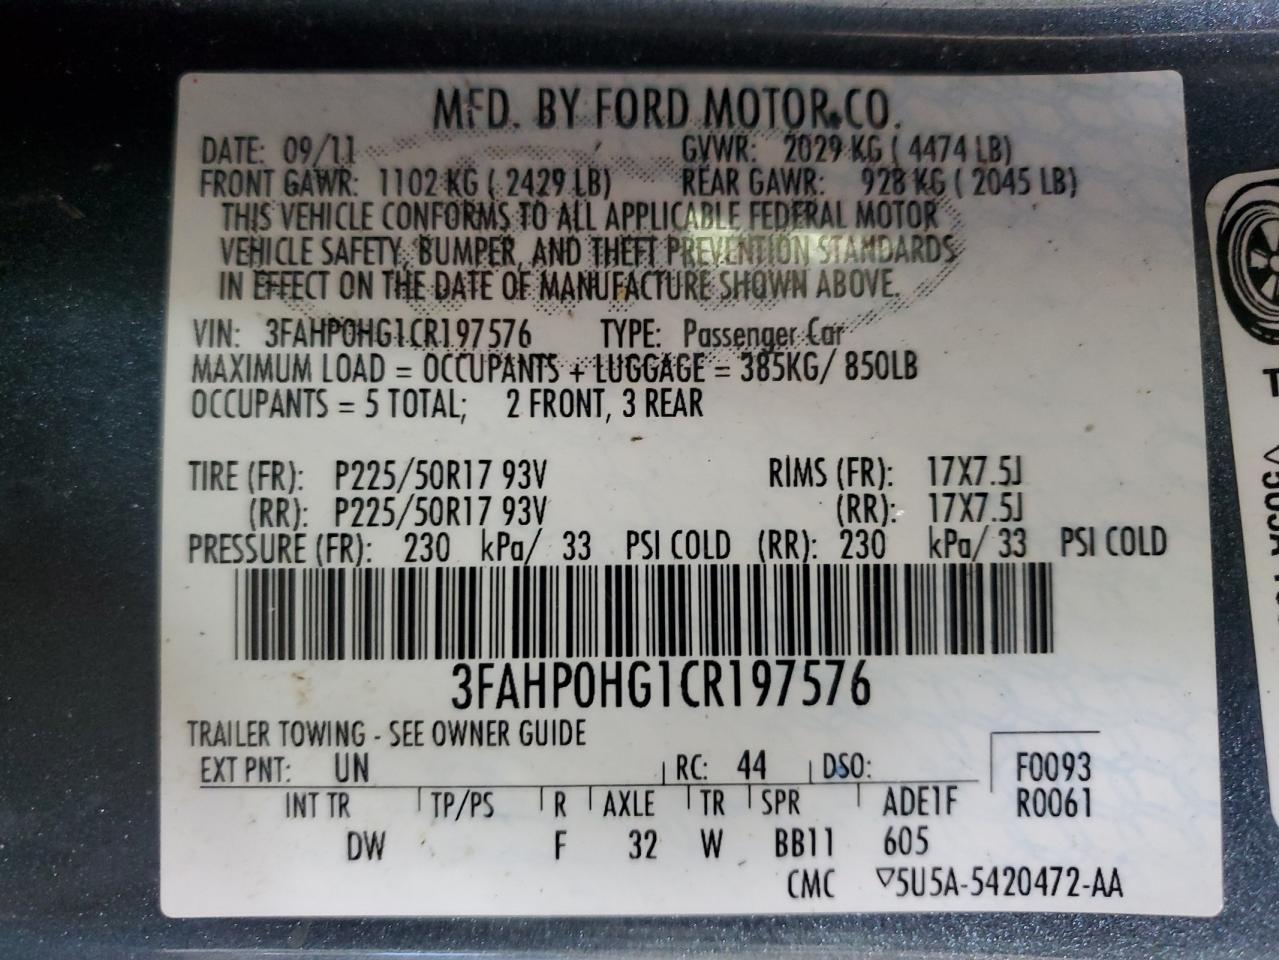 MFD. BY FORD MOTOR CO.
DATE: 09/11 GVWR: 2029 KG ( 4474 LB)
FRONT GAWR: 1102 KG ( 2429 LB) REAR GAWR: 928 KG ( 2045 LB)
THIS VEHICLE CONFORMS TO ALL APPLICABLE FEDERAL MOTOR
VEHICLE SAFETY, BUMPER, AND THEFT PREVENTION STANDARDS
IN EFFECT ON THE DATE OF MANUFACTURE SHOWN ABOVE.
VIN: 3FAHP0HG1CR197576 TYPE: Passenger Car
MAXIMUM LOAD = OCCUPANTS + LUGGAGE = 385KG/ 850LB
OCCUPANTS = 5 TOTAL; 2 FRONT, 3 REAR
TIRE (FR): P225/50R17 93V RIMS (FR): 17X7.5J
(RR): P225/50R17 93V (RR): 17X7.5J
PRESSURE (FR): 230 kPa/ 33 PSI COLD (RR): 230 kPa/ 33 PSI COLD
3FAHP0HG1CR197576
TRAILER TOWING - SEE OWNER GUIDE
EXT PNT: UN RC: 44 DSO: F0093
INT TR TP/PS R AXLE TR SPR ADE1F R0061
DW F 32 W BB11 605
CMC ▽5U5A-5420472-AA